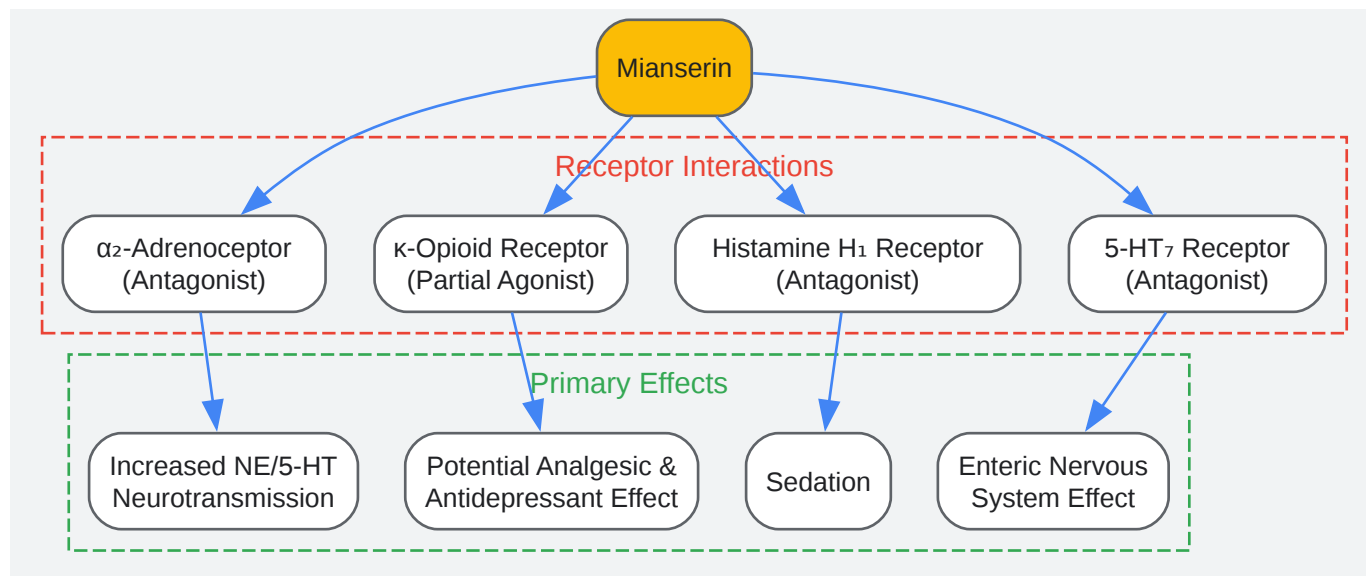 Mianserin
Receptor Interactions
α₂-Adrenoceptor
(Antagonist)
κ-Opioid Receptor
(Partial Agonist)
Histamine H₁ Receptor
(Antagonist)
5-HT₇ Receptor
(Antagonist)
Primary Effects
Increased NE/5-HT
Neurotransmission
Potential Analgesic &
Antidepressant Effect
Sedation
Enteric Nervous
System Effect